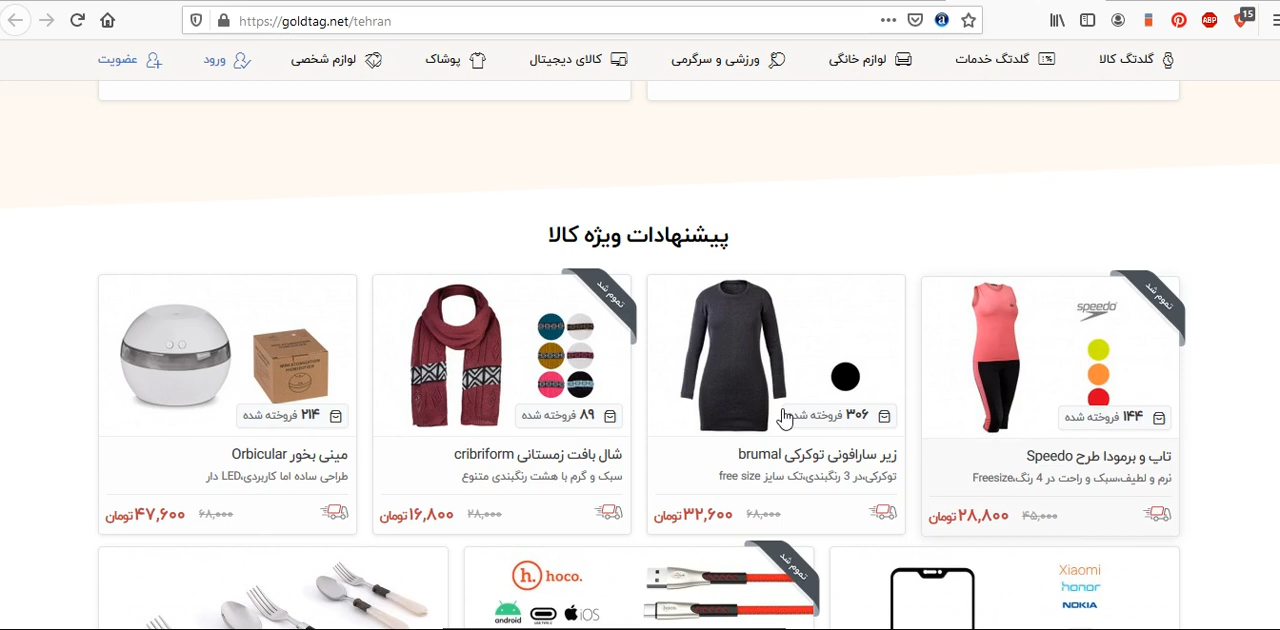 https://goldtag.net/tehran
15
ABP
گلدتگ کالا
گلدتگ خدمات
لوازم خانگی
ورزشی و سرگرمی
کالای دیجیتال
پوشاک
لوازم شخصی
ورود
عضویت
پیشنهادات ویژه کالا
تموم شد
speedo
۱۴۴ فروخته شده
تاپ و برمودا طرح Speedo
نرم و لطیف،سبک و راحت در 4 رنگ،Freesize
۴۵,۰۰۰
۲۸,۸۰۰ تومان
۳۰۶ فروخته شده
زیر سارافونی توکرکی brumal
توکرکی،در 3 رنگبندی،تک سایز free size
۶۸,۰۰۰
۳۲,۶۰۰ تومان
تموم شد
۸۹ فروخته شده
شال بافت زمستانی cribriform
سبک و گرم با هشت رنگبندی متنوع
۲۸,۰۰۰
۱۶,۸۰۰ تومان
۲۱۴ فروخته شده
مینی بخور Orbicular
طراحی ساده اما کاربردی،LED دار
۶۸,۰۰۰
۴۷,۶۰۰ تومان
Xiaomi
honor
NOKIA
تموم شد
h. hoco.
android
iOS